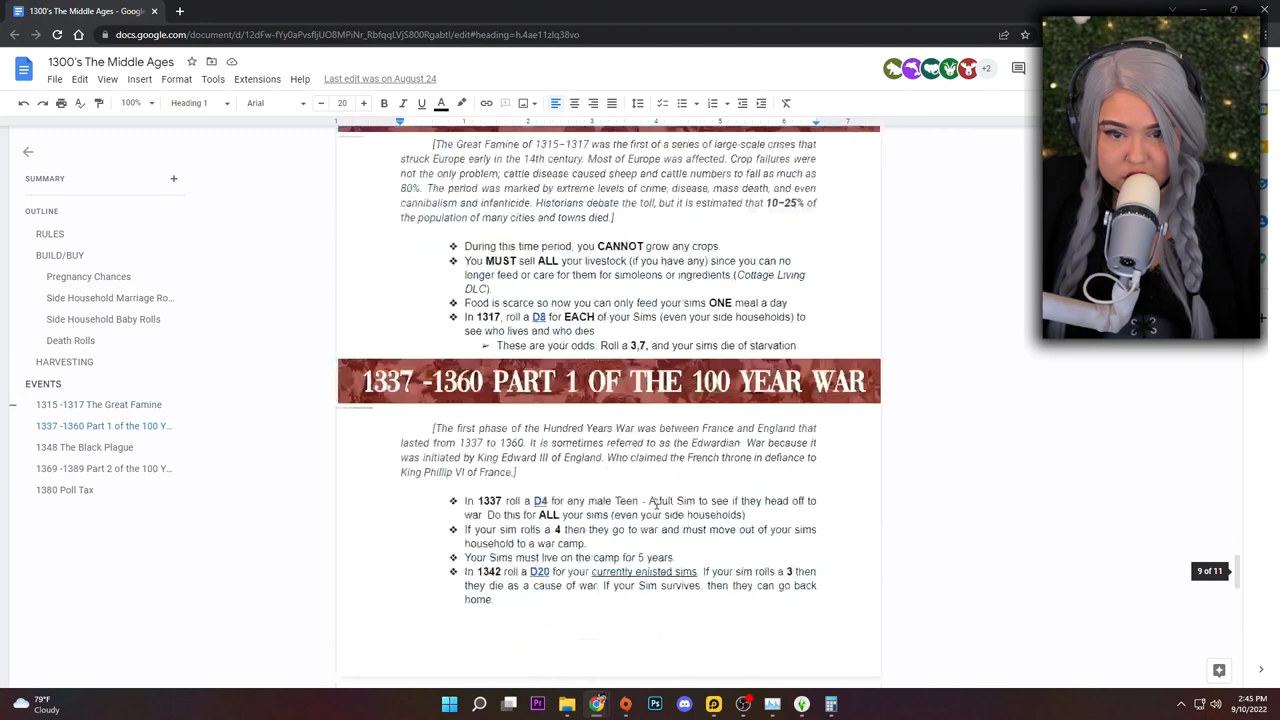 1300's The Middle Ages - Google
docs.google.com/document/d/12dFw-fYy0aPvsfljUO8MPiNr_RbfqqLVjS800Rgabtl/edit#heading=h.4ae11zlq38vo
1300's The Middle Ages
File Edit View Insert Format Tools Extensions Help Last edit was on August 24
+2
100% Heading 1 Arial 20
1 1 2 3 4 5 6 7
SUMMARY
OUTLINE
RULES
BUILD/BUY
Pregnancy Chances
Side Household Marriage Ro...
Side Household Baby Rolls
Death Rolls
HARVESTING
EVENTS
1315 -1317 The Great Famine
1337 -1360 Part 1 of the 100 Y...
1348 The Black Plague
1369 -1389 Part 2 of the 100 Y...
1380 Poll Tax
[The Great Famine of 1315–1317 was the first of a series of large-scale crises that
struck Europe early in the 14th century. Most of Europe was affected. Crop failures were
not the only problem; cattle disease caused sheep and cattle numbers to fall as much as
80%. The period was marked by extreme levels of crime, disease, mass death, and even
cannibalism and infanticide. Historians debate the toll, but it is estimated that 10–25% of
the population of many cities and towns died.]
❖ During this time period, you CANNOT grow any crops.
❖ You MUST sell ALL your livestock (if you have any) since you can no
longer feed or care for them for simoleons or ingredients (Cottage Living
DLC).
❖ Food is scarce so now you can only feed your sims ONE meal a day
❖ In 1317, roll a D8 for EACH of your Sims (even your side households) to
see who lives and who dies
➢ These are your odds: Roll a 3,7, and your sims die of starvation
1337 -1360 PART 1 OF THE 100 YEAR WAR
[The first phase of the Hundred Years War was between France and England that
lasted from 1337 to 1360. It is sometimes referred to as the Edwardian War because it
was initiated by King Edward III of England. Who claimed the French throne in defiance to
King Phillip VI of France.]
❖ In 1337 roll a D4 for any male Teen - Adult Sim to see if they head off to
war. Do this for ALL your sims (even your side households)
❖ If your sim rolls a 4 then they go to war and must move out of your sims
household to a war camp.
❖ Your Sims must live on the camp for 5 years.
❖ In 1342 roll a D20 for your currently enlisted sims. If your sim rolls a 3 then
they die as a cause of war. If your Sim survives, then they can go back
home.
9 of 11
79°F
Cloudy
2:45 PM
9/10/2022